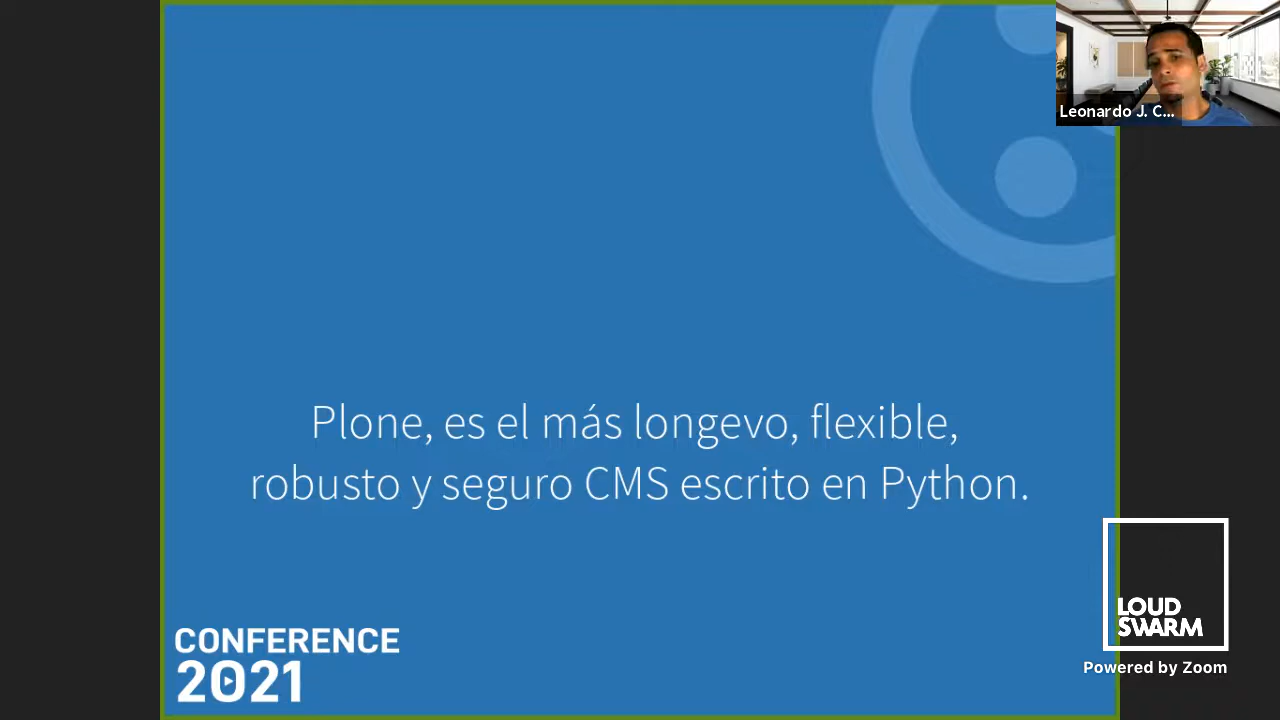 Leonardo J. C...
Plone, es el más longevo, flexible,
robusto y seguro CMS escrito en Python.
CONFERENCE
2021
LOUD
SWARM
Powered by Zoom